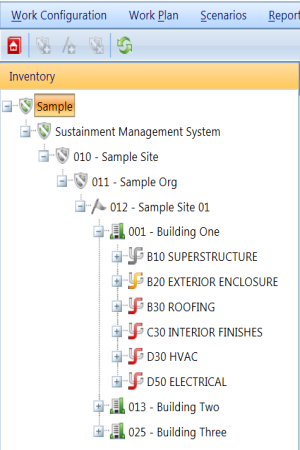 Work Configuration Work Plan Scenarios Report
Inventory
Sample
Sustainment Management System
010 - Sample Site
011 - Sample Org
012 - Sample Site 01
001 - Building One
B10 SUPERSTRUCTURE
B20 EXTERIOR ENCLOSURE
B30 ROOFING
C30 INTERIOR FINISHES
D30 HVAC
D50 ELECTRICAL
013 - Building Two
025 - Building Three